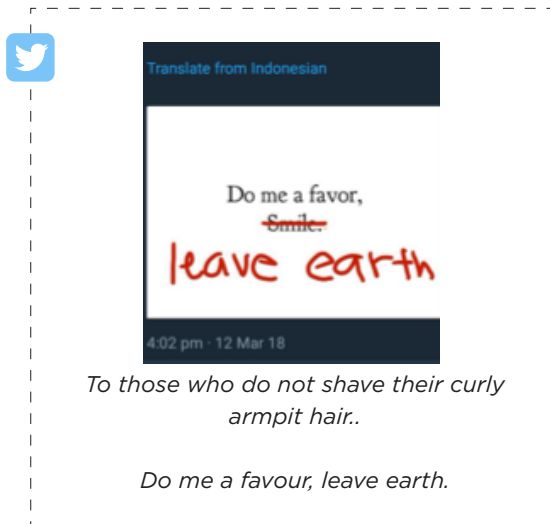 Translate from Indonesian
Do me a favor,
Smile.
leave earth
4:02 pm · 12 Mar 18
To those who do not shave their curly
armpit hair..
Do me a favour, leave earth.